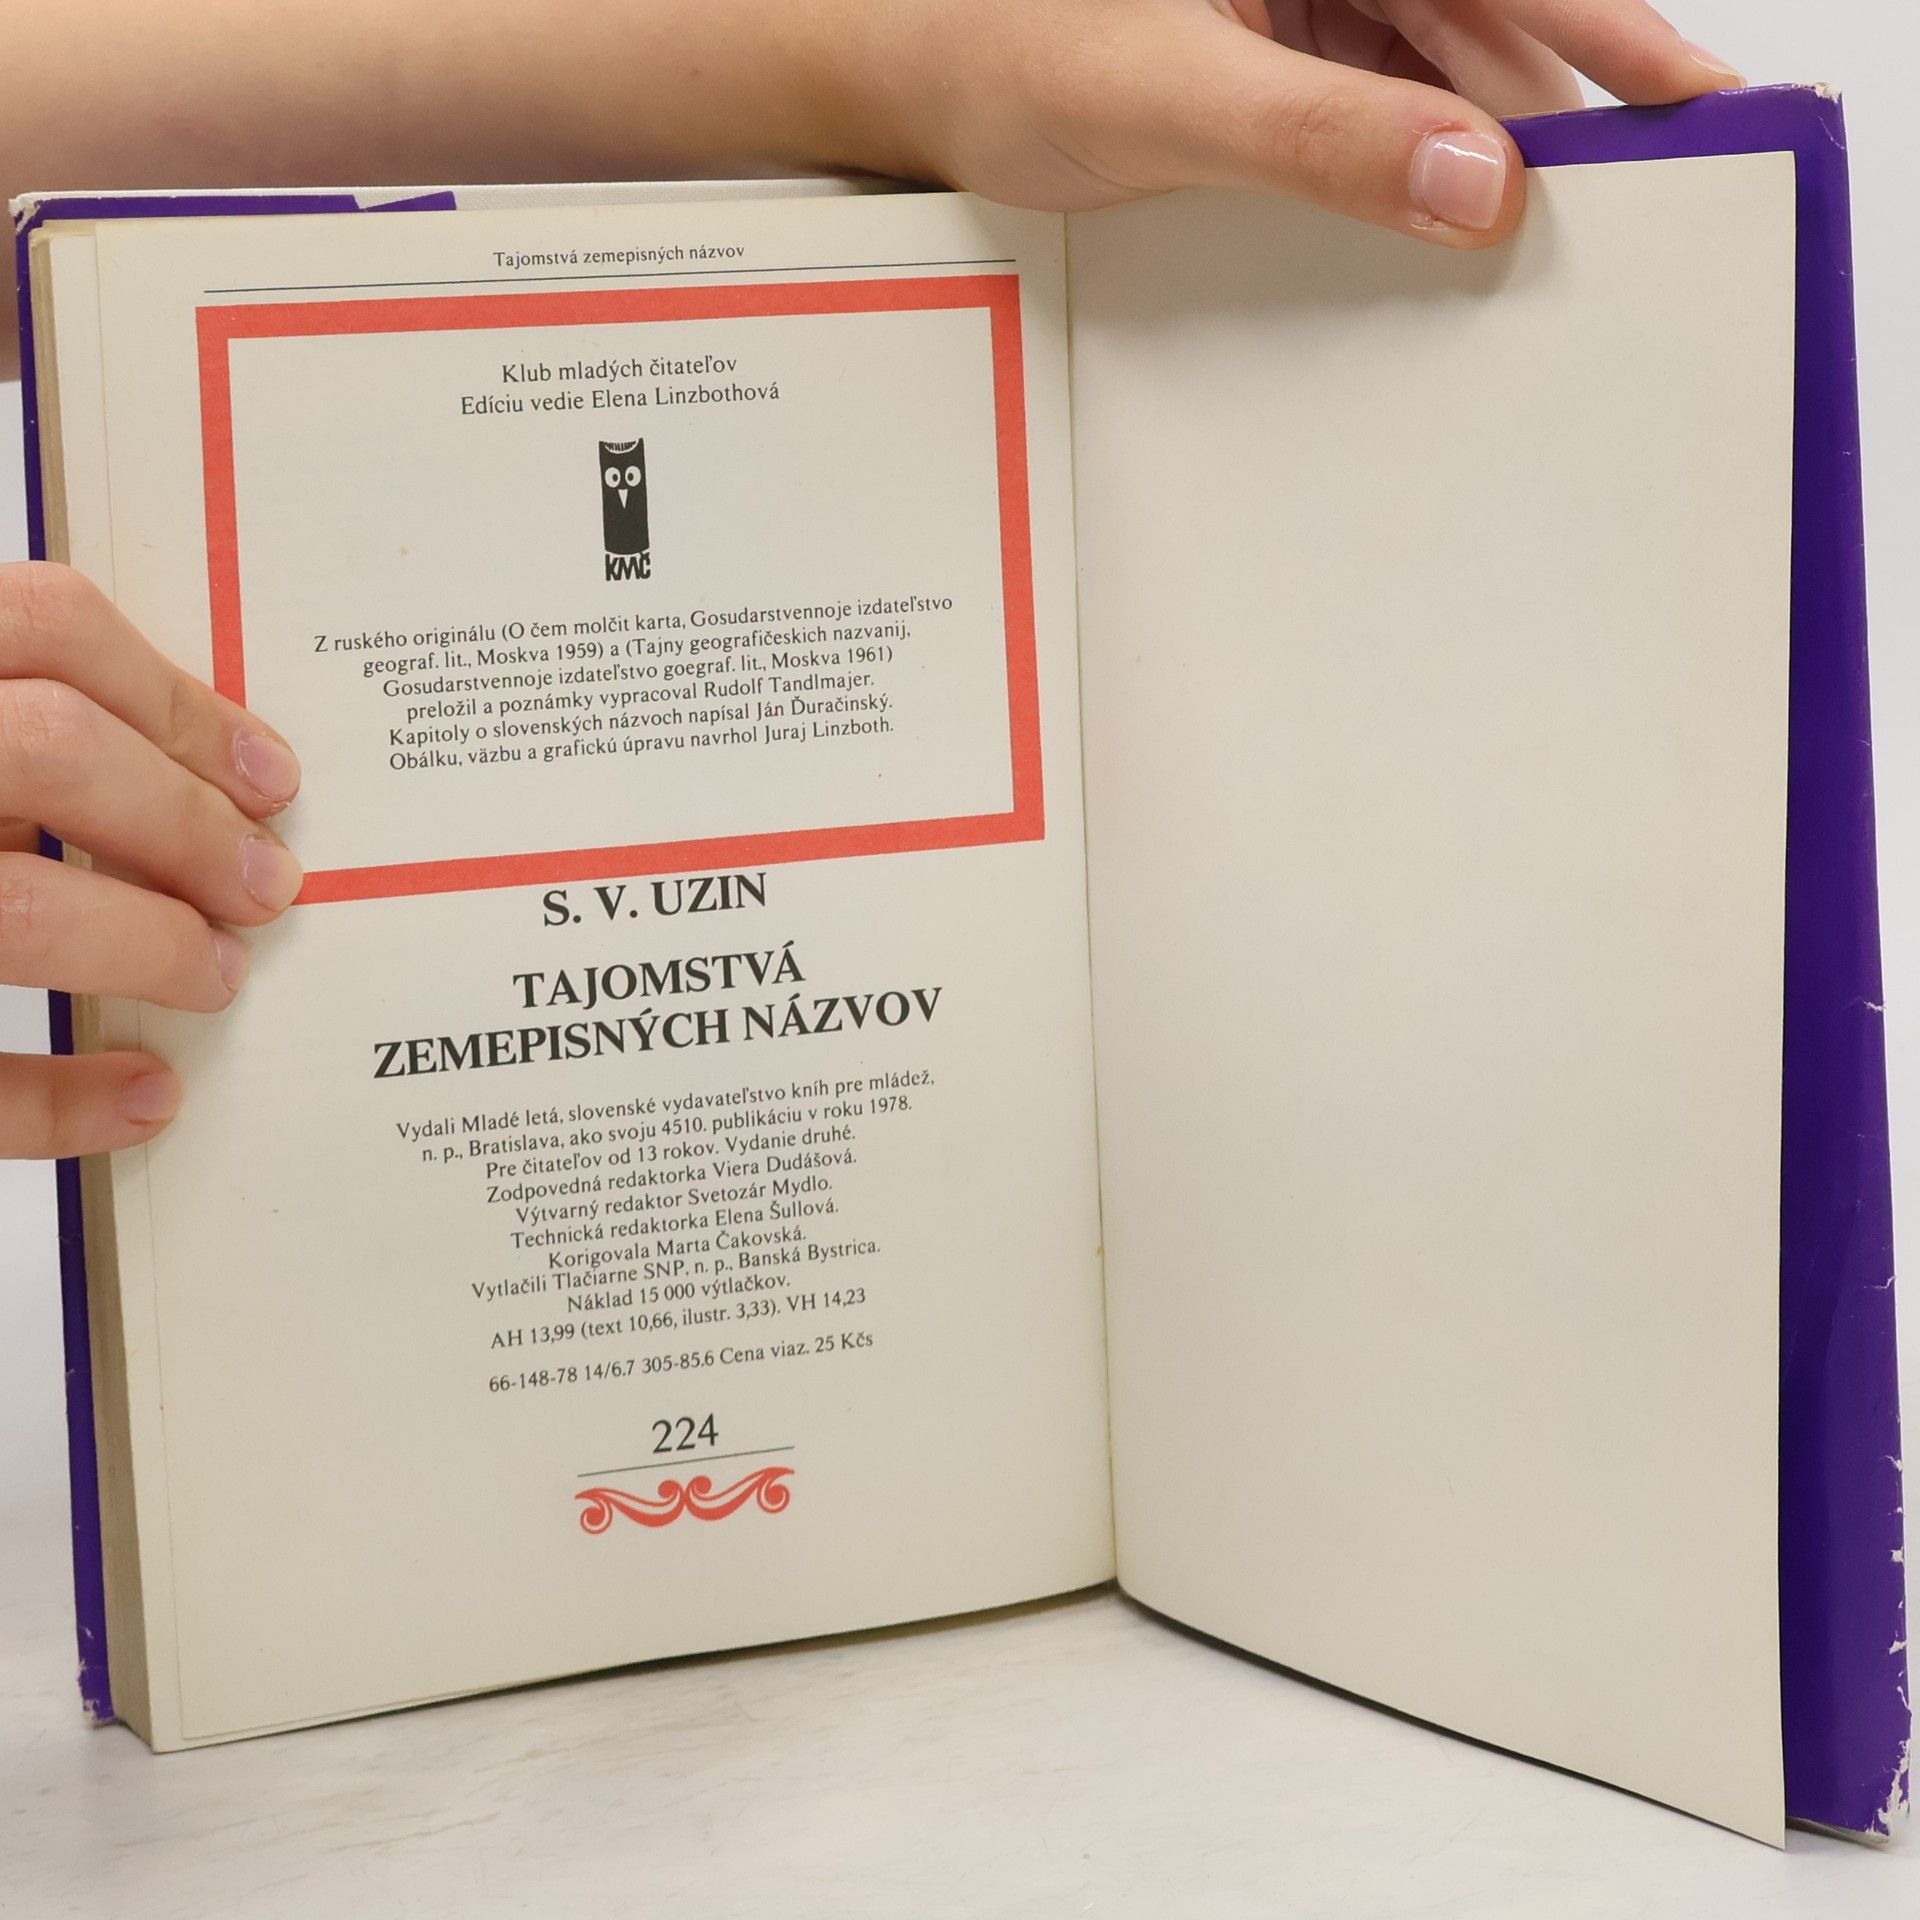 Tajomstvá zemepisných názvov
Klub mladých čitateľov
Edíciu vedie Elena Linzbothová
KMČ
Z ruského originálu (O čem molčit karta, Gosudarstvennoje izdateľstvo
geograf. lit., Moskva 1959) a (Tajny geografičeskich nazvanij,
Gosudarstvennoje izdateľstvo goegraf. lit., Moskva 1961)
preložil a poznámky vypracoval Rudolf Tandlmajer.
Kapitoly o slovenských názvoch napísal Ján Ďuračinský.
Obálku, väzbu a grafickú úpravu navrhol Juraj Linzboth.
S. V. UZIN
TAJOMSTVÁ
ZEMEPISNÝCH NÁZVOV
Vydali Mladé letá, slovenské vydavateľstvo kníh pre mládež,
n. p., Bratislava, ako svoju 4510. publikáciu v roku 1978.
Pre čitateľov od 13 rokov. Vydanie druhé.
Zodpovedná redaktorka Viera Dudášová.
Výtvarný redaktor Svetozár Mydlo.
Technická redaktorka Elena Šullová.
Korigovala Marta Čakovská.
Vytlačili Tlačiarne SNP, n. p., Banská Bystrica.
Náklad 15 000 výtlačkov.
AH 13,99 (text 10,66, ilustr. 3,33). VH 14,23
66-148-78 14/6.7 305-85.6 Cena viaz. 25 Kčs
224